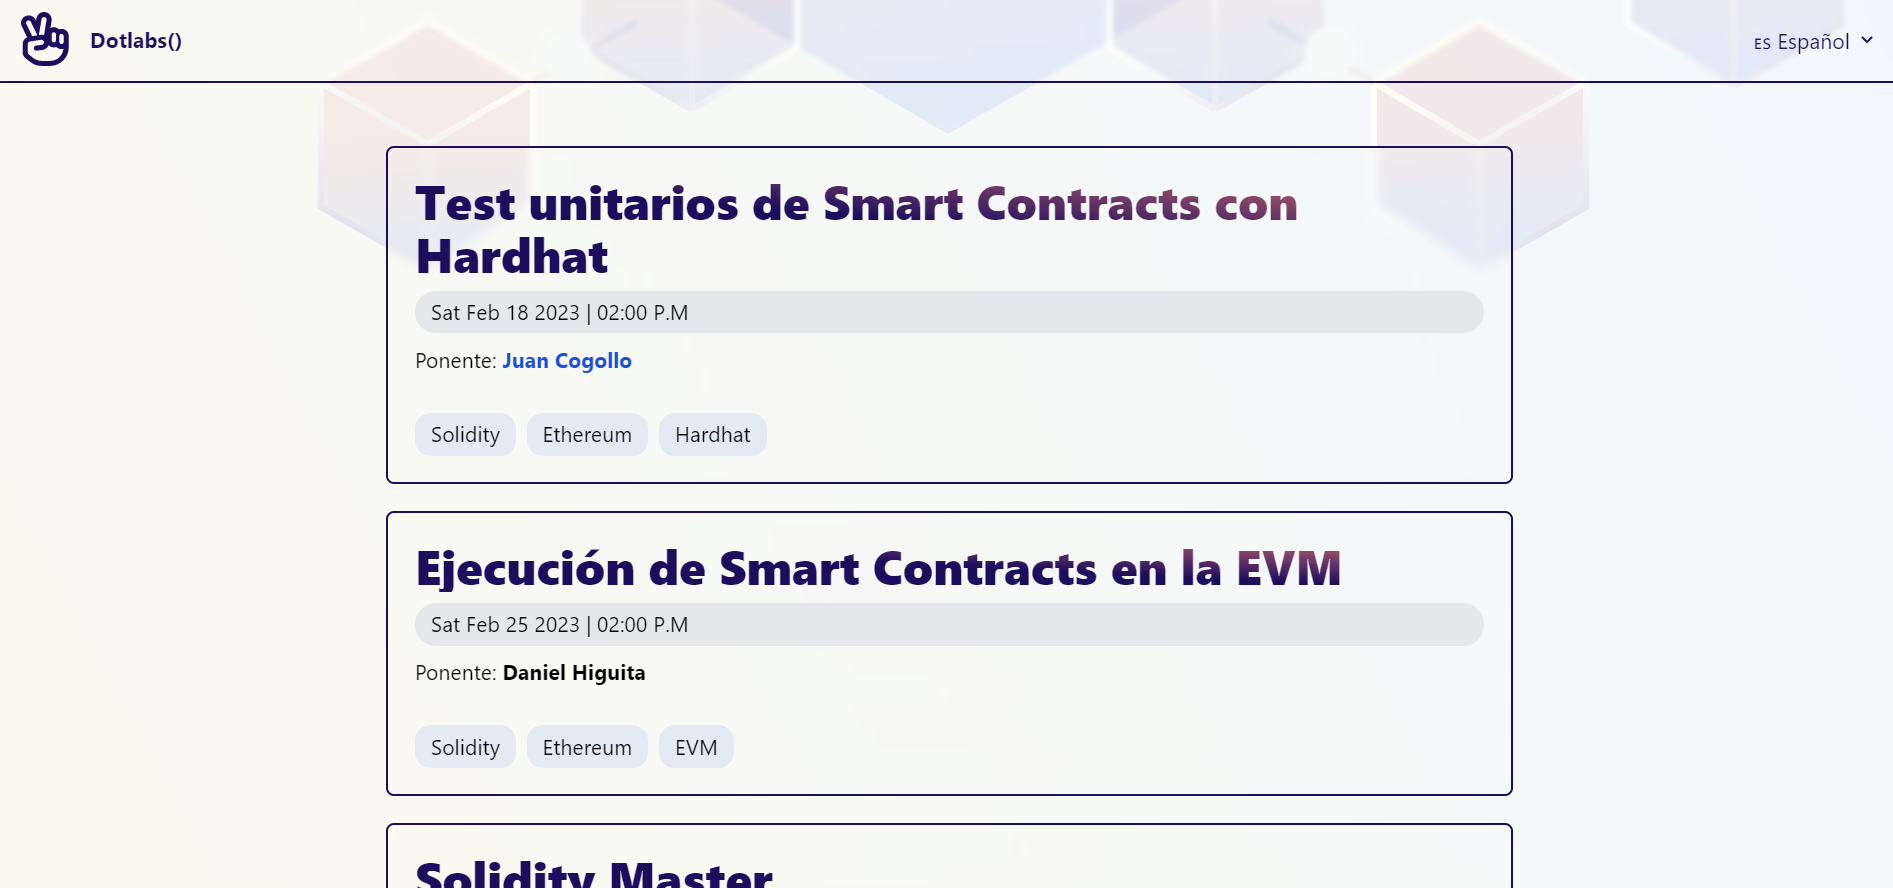 Dotlabs()
ES Español
Test unitarios de Smart Contracts con
Hardhat
Sat Feb 18 2023 | 02:00 P.M
Ponente: Juan Cogollo
Solidity Ethereum Hardhat
Ejecución de Smart Contracts en la EVM
Sat Feb 25 2023 | 02:00 P.M
Ponente: Daniel Higuita
Solidity Ethereum EVM
Solidity Master